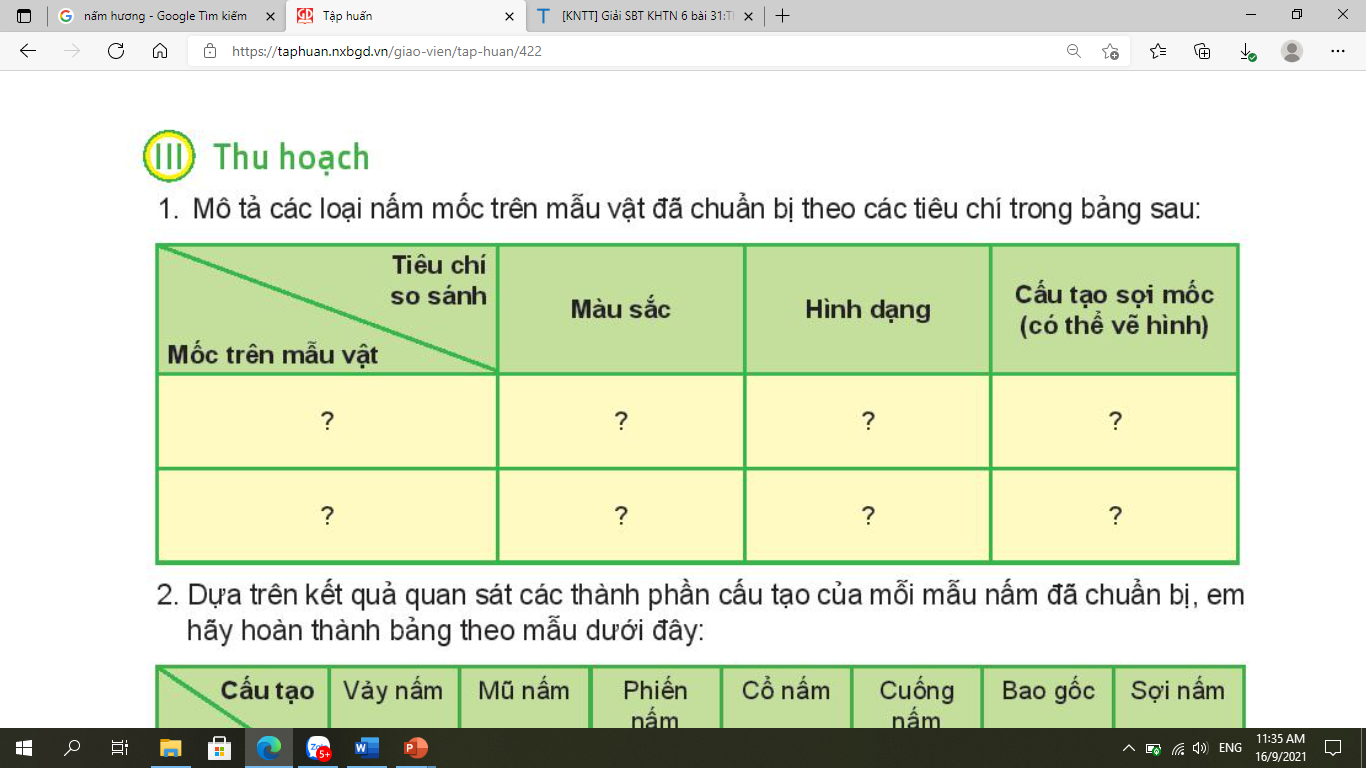 nấm hương - Google Tìm kiếm
Tập huấn
[KNTT] Giải SBT KHTN 6 bài 31:
https://taphuan.nxbgd.vn/giao-vien/tap-huan/422
III Thu hoạch
1. Mô tả các loại nấm mốc trên mẫu vật đã chuẩn bị theo các tiêu chí trong bảng sau:
Tiêu chí
so sánh
Mốc trên mẫu vật
Màu sắc
Hình dạng
Cấu tạo sợi mốc
(có thể vẽ hình)
? ? ? ?
? ? ? ?
2. Dựa trên kết quả quan sát các thành phần cấu tạo của mỗi mẫu nấm đã chuẩn bị, em
hãy hoàn thành bảng theo mẫu dưới đây:
Cấu tạo
Vảy nấm
Mũ nấm
Phiến
nấm
Cổ nấm
Cuống
nấm
Bao gốc
Sợi nấm
Zalo
5+
ENG
11:35 AM
16/9/2021